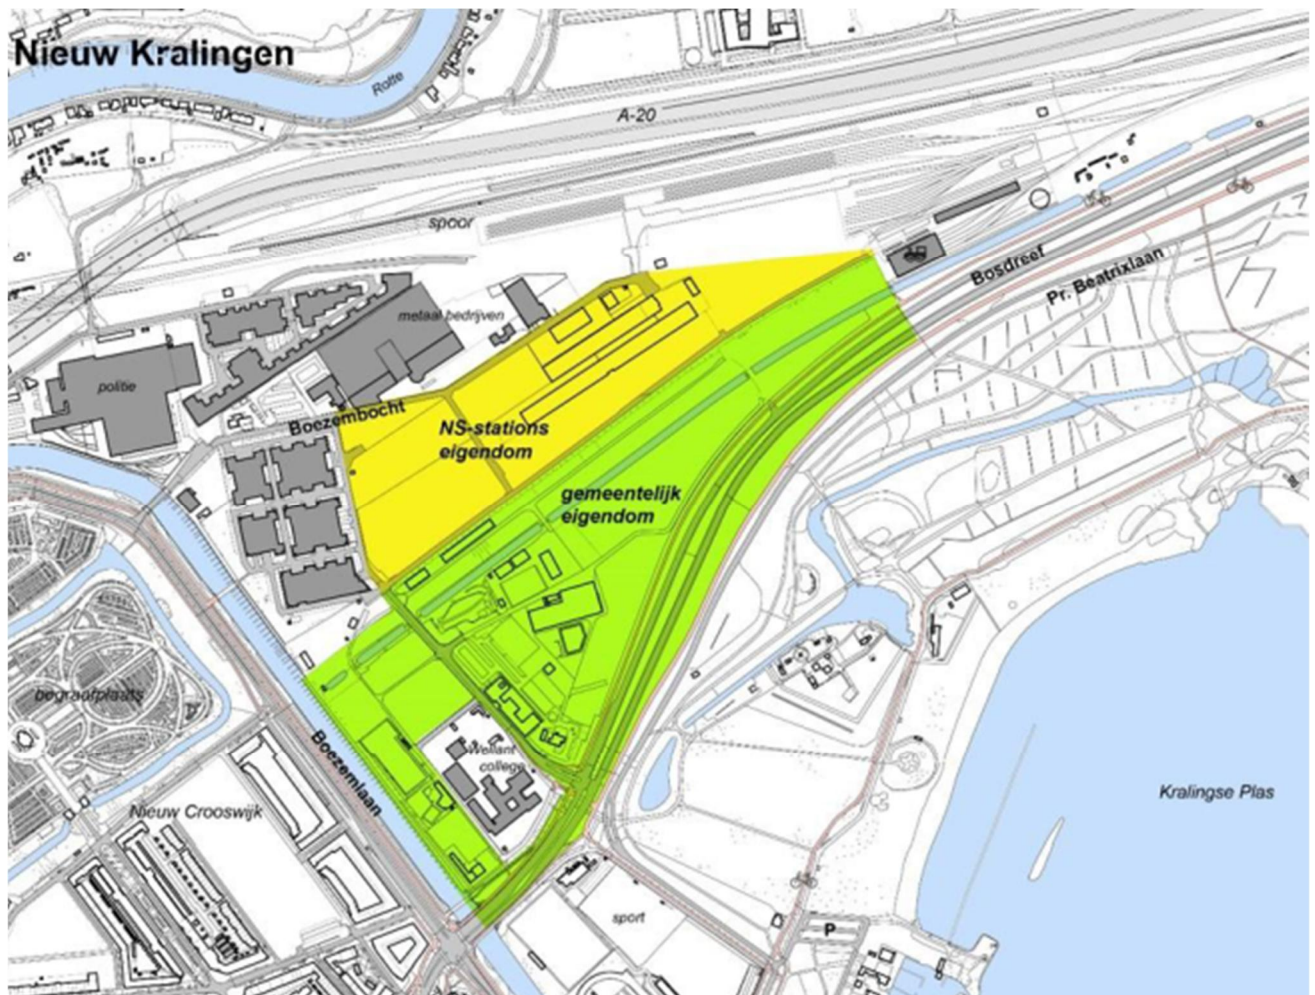 Nieuw Kralingen
Rotte
A-20
spoor
Bosdreef
Pr. Beatrixlaan
metaal bedrijven
politie
Boezembocht
NS-stations
eigendom
gemeentelijk
eigendom
begraafplaats
Boezemlaan
Wellant
college
Nieuw Crooswijk
Kralingse Plas
sport
P